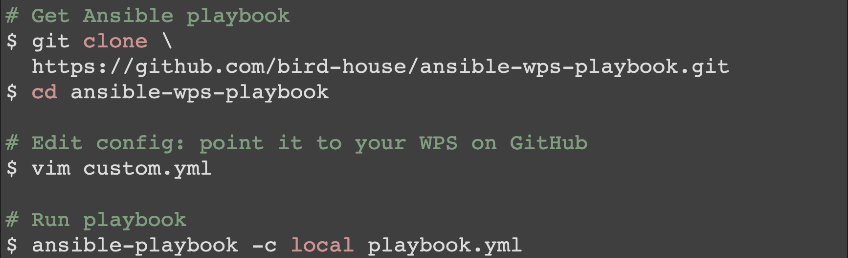 # Get Ansible playbook
$ git clone \
https://github.com/bird-house/ansible-wps-playbook.git
$ cd ansible-wps-playbook
# Edit config: point it to your WPS on GitHub
$ vim custom.yml
# Run playbook
$ ansible-playbook -c local playbook.yml